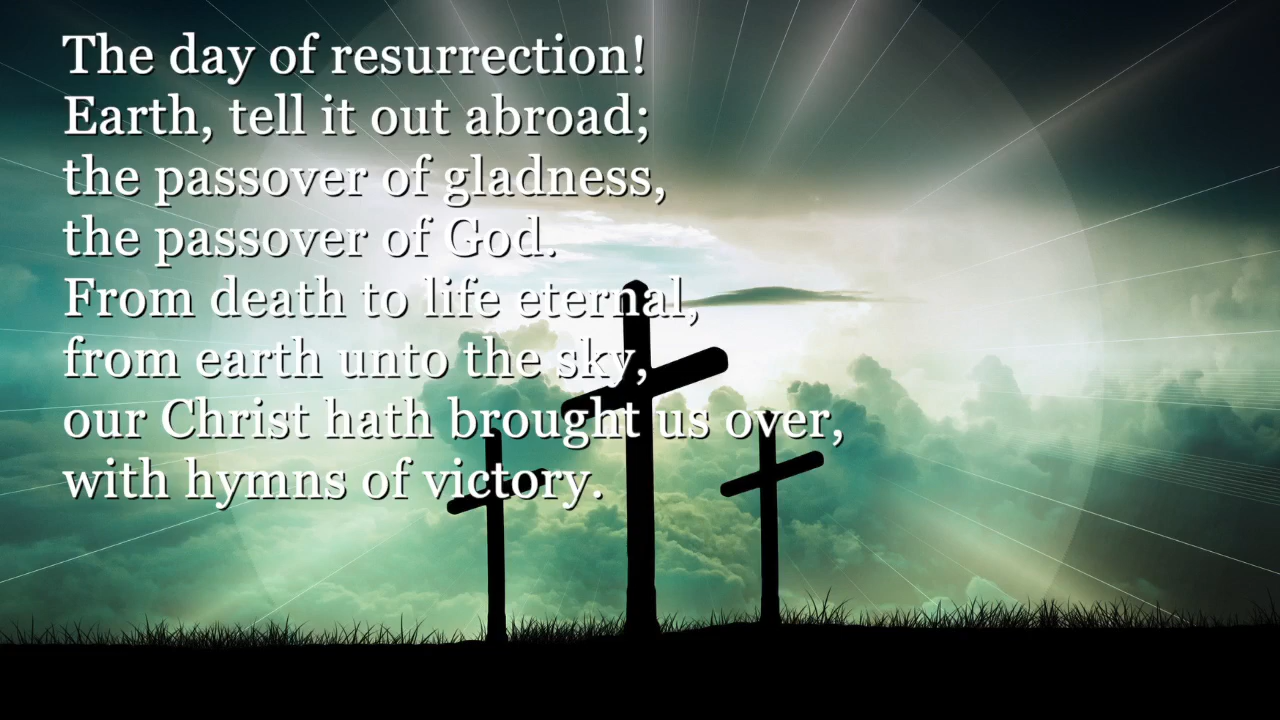 The day of resurrection!
Earth, tell it out abroad;
the passover of gladness,
the passover of God.
From death to life eternal,
from earth unto the sky,
our Christ hath brought us over,
with hymns of victory.